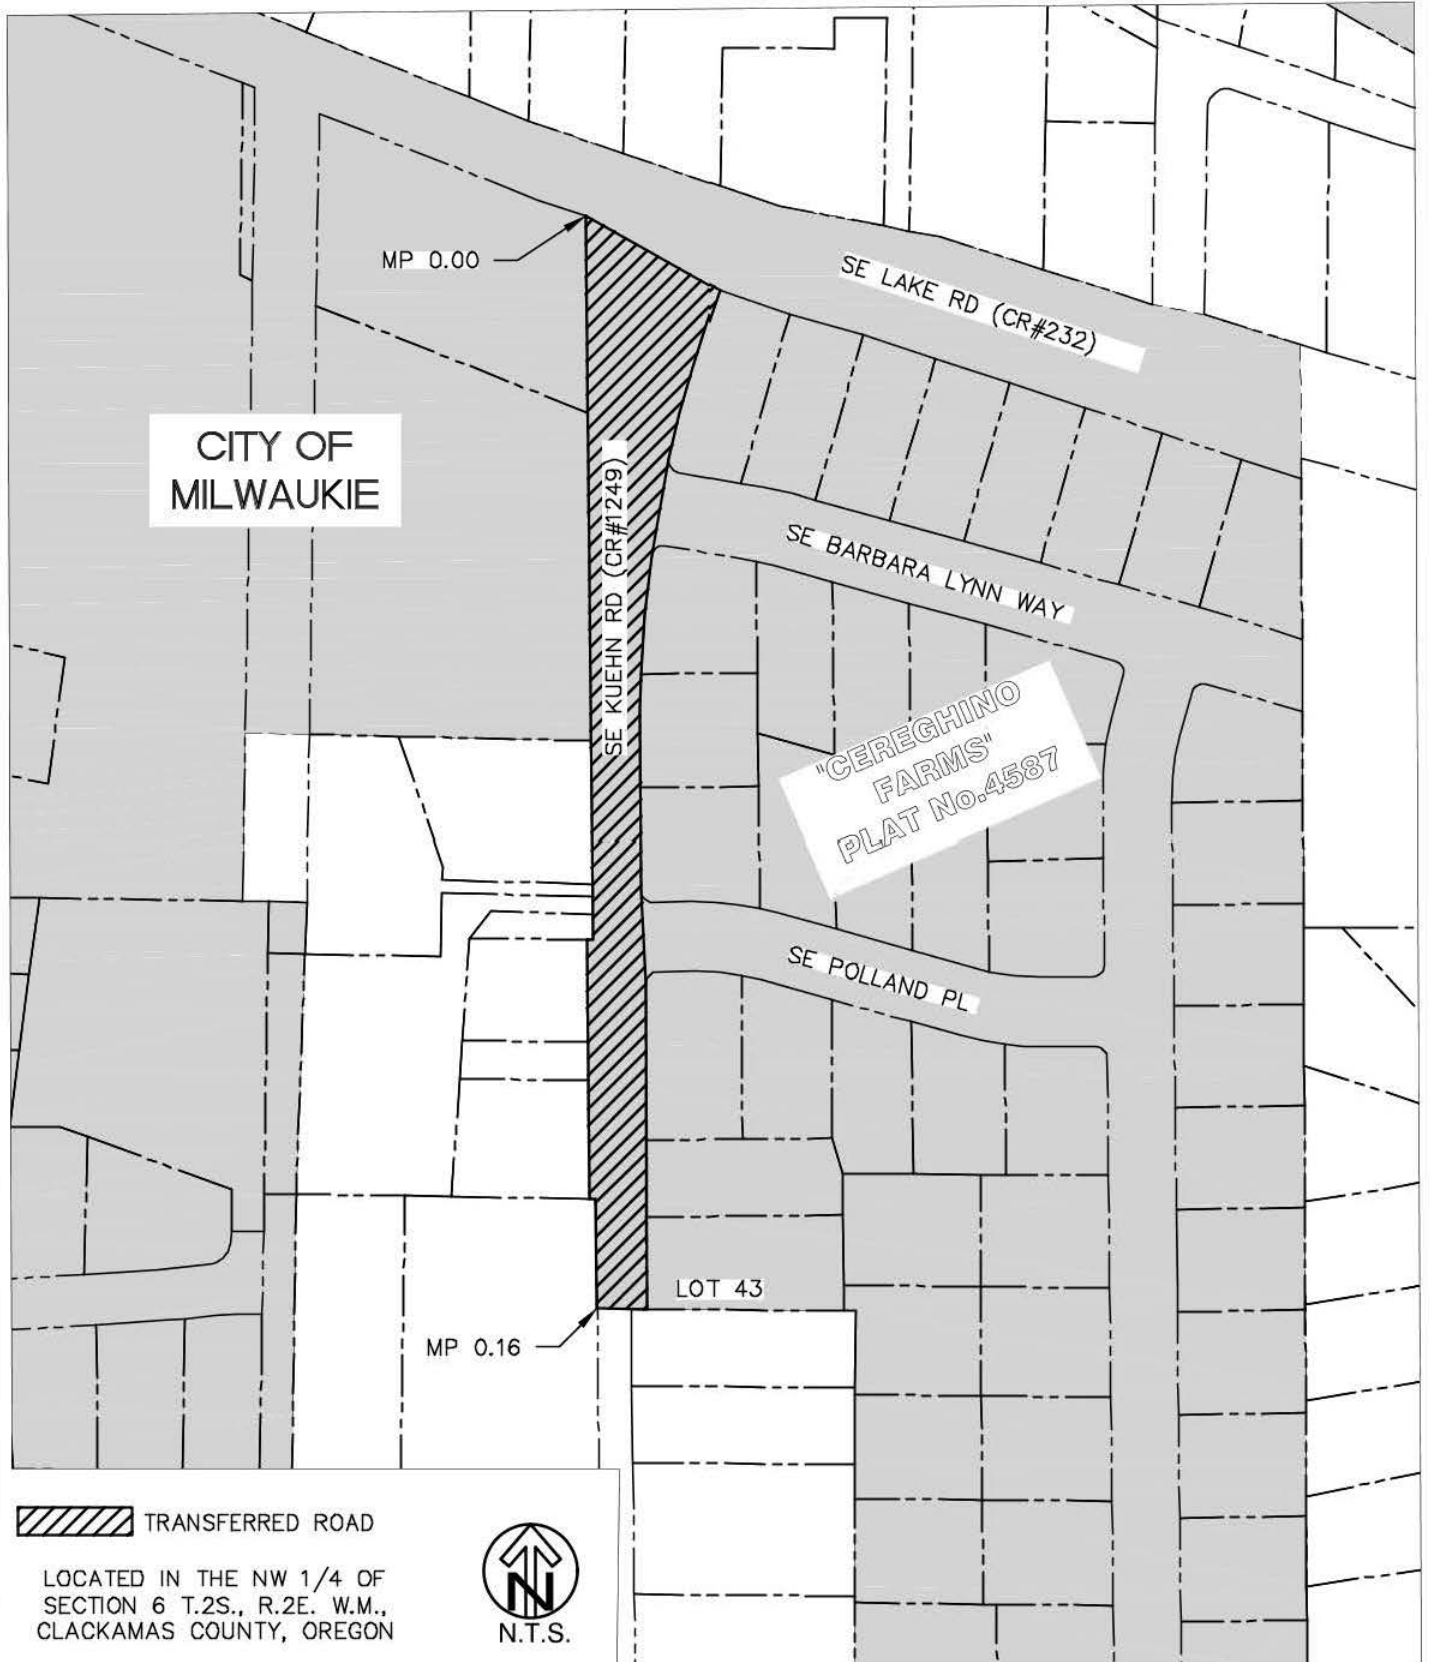 MP 0.00
SE LAKE RD (CR#232)
CITY OF
MILWAUKIE
SE KUEHN RD (CR#1249)
SE BARBARA LYNN WAY
"CEREGHINO
FARMS"
PLAT No.4587
SE POLLAND PL
LOT 43
MP 0.16
TRANSFERRED ROAD
LOCATED IN THE NW 1/4 OF
SECTION 6 T.2S., R.2E. W.M.,
CLACKAMAS COUNTY, OREGON
N
N.T.S.